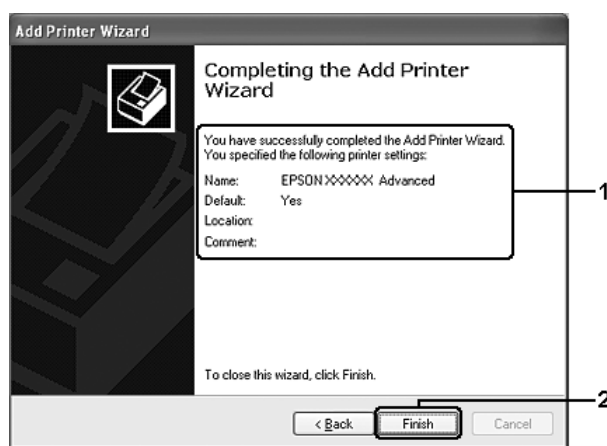 Add Printer Wizard
Completing the Add Printer
Wizard
You have successfully completed the Add Printer Wizard.
You specified the following printer settings:
Name: EPSON XXXXXX Advanced
Default: Yes
Location:
Comment:
1
To close this wizard, click Finish.
2
< Back Finish Cancel